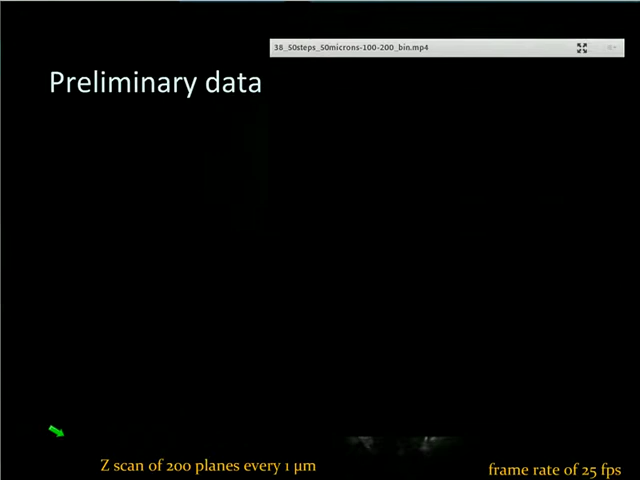 38_50steps_50microns-100-200_bin.mp4
Preliminary data
Z scan of 200 planes every 1 µm
frame rate of 25 fps